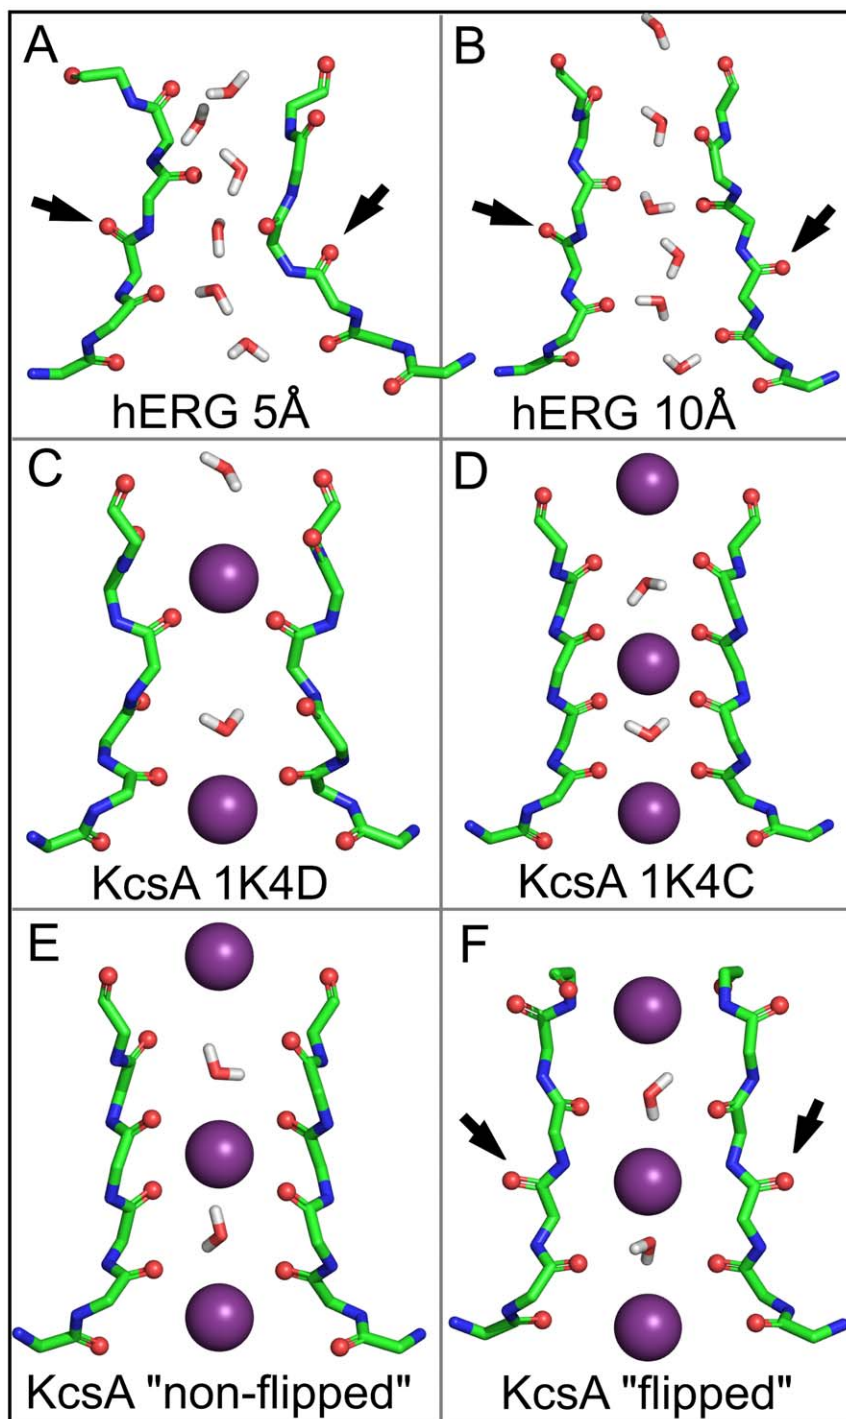 A
B
hERG 5Å
hERG 10Å
C
D
KcsA 1K4D
KcsA 1K4C
E
F
KcsA "non-flipped"
KcsA "flipped"